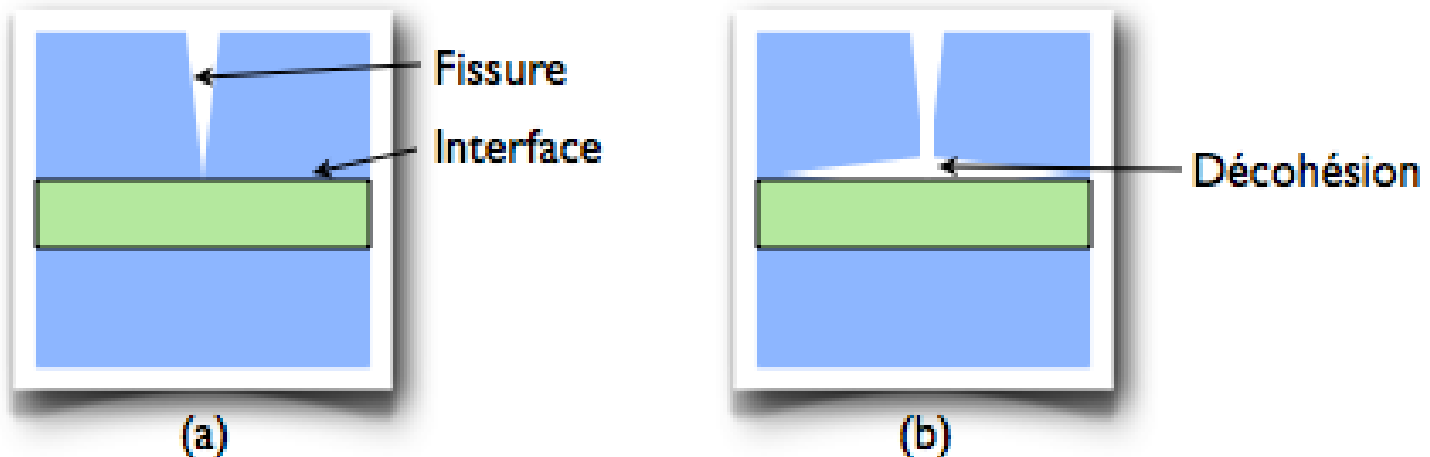 Fissure
Interface
Décohésion
(a)
(b)